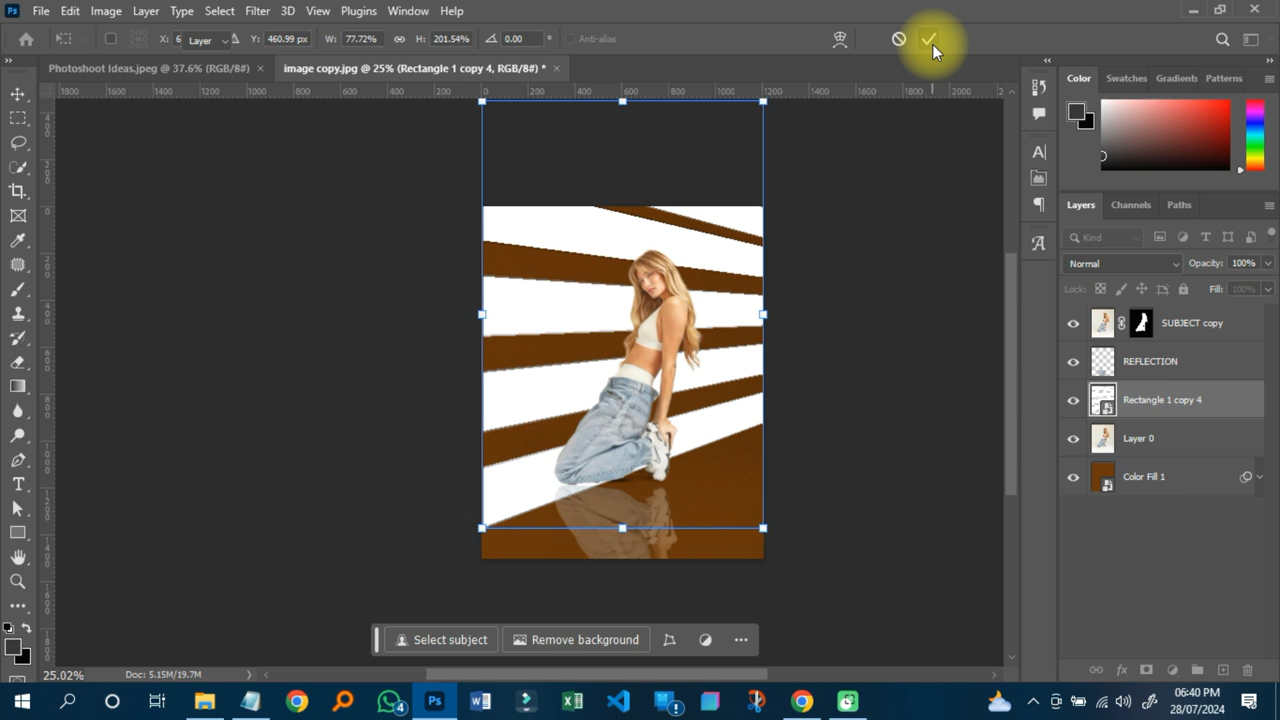 Ps File Edit Image Layer Type Select Filter 3D View Plugins Window Help
X: 6 Layer Y: 460.99 px W: 77.72% H: 201.54% 0.00 ° Anti-alias
Photoshoot Ideas.jpeg @ 37.6% (RGB/8#) × image copy.jpg @ 25% (Rectangle 1 copy 4, RGB/8#) * ×
1800 1600 1400 1200 1000 800 600 400 200 0 200 400 600 800 1000 1200 1400 1600 1800 2000
Color Swatches Gradients Patterns
Layers Channels Paths
Kind
Normal Opacity: 100%
Lock: Fill: 100%
SUBJECT copy
REFLECTION
Rectangle 1 copy 4
Layer 0
Color Fill 1
Select subject Remove background
25.02% Doc: 5.15M/19.7M
4
06:40 PM
28/07/2024